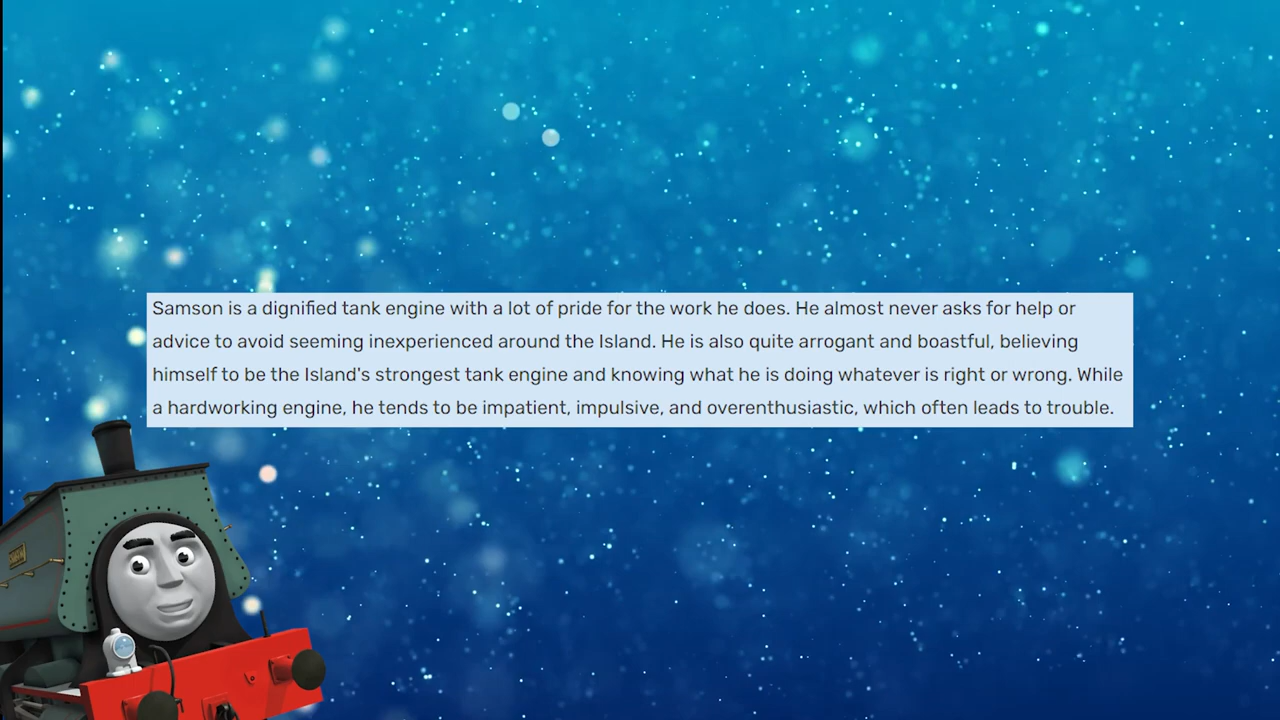 Samson is a dignified tank engine with a lot of pride for the work he does. He almost never asks for help or
advice to avoid seeming inexperienced around the Island. He is also quite arrogant and boastful, believing
himself to be the Island's strongest tank engine and knowing what he is doing whatever is right or wrong. While
a hardworking engine, he tends to be impatient, impulsive, and overenthusiastic, which often leads to trouble.